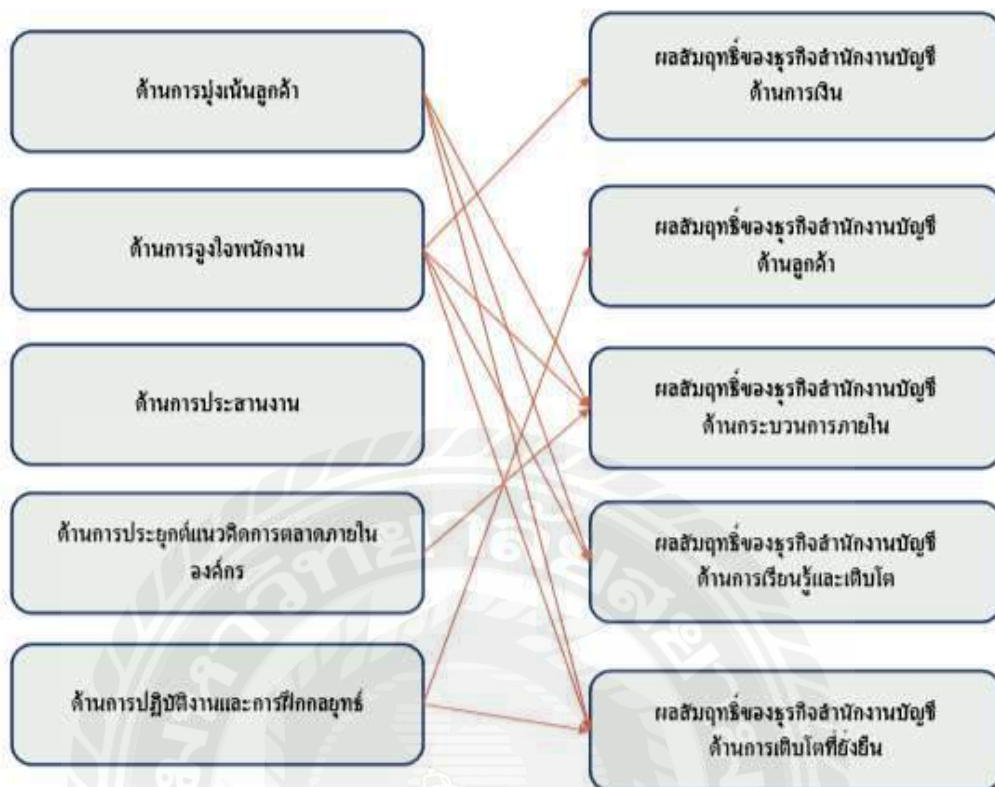 ด้านการมุ่งเน้นลูกค้า
ด้านการจูงใจพนักงาน
ด้านการประสานงาน
ด้านการประยุกต์แนวคิดการตลาดภายใน
องค์กร
ด้านการปฏิบัติงานและการฝึกกลยุทธ์
ผลสัมฤทธิ์ของธุรกิจสำนักงานบัญชี
ด้านการเงิน
ผลสัมฤทธิ์ของธุรกิจสำนักงานบัญชี
ด้านลูกค้า
ผลสัมฤทธิ์ของธุรกิจสำนักงานบัญชี
ด้านกระบวนการภายใน
ผลสัมฤทธิ์ของธุรกิจสำนักงานบัญชี
ด้านการเรียนรู้และเติบโต
ผลสัมฤทธิ์ของธุรกิจสำนักงานบัญชี
ด้านการเติบโตที่ยั่งยืน